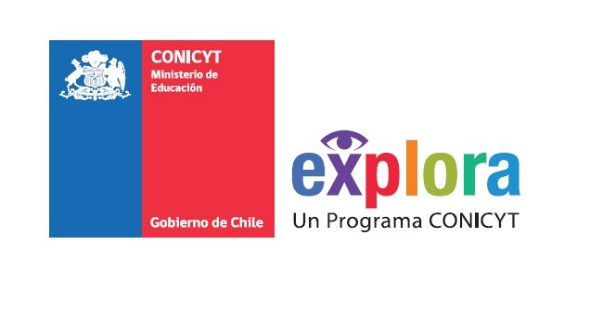 CONICYT
Ministerio de
Educación
Gobierno de Chile
explora
Un Programa CONICYT